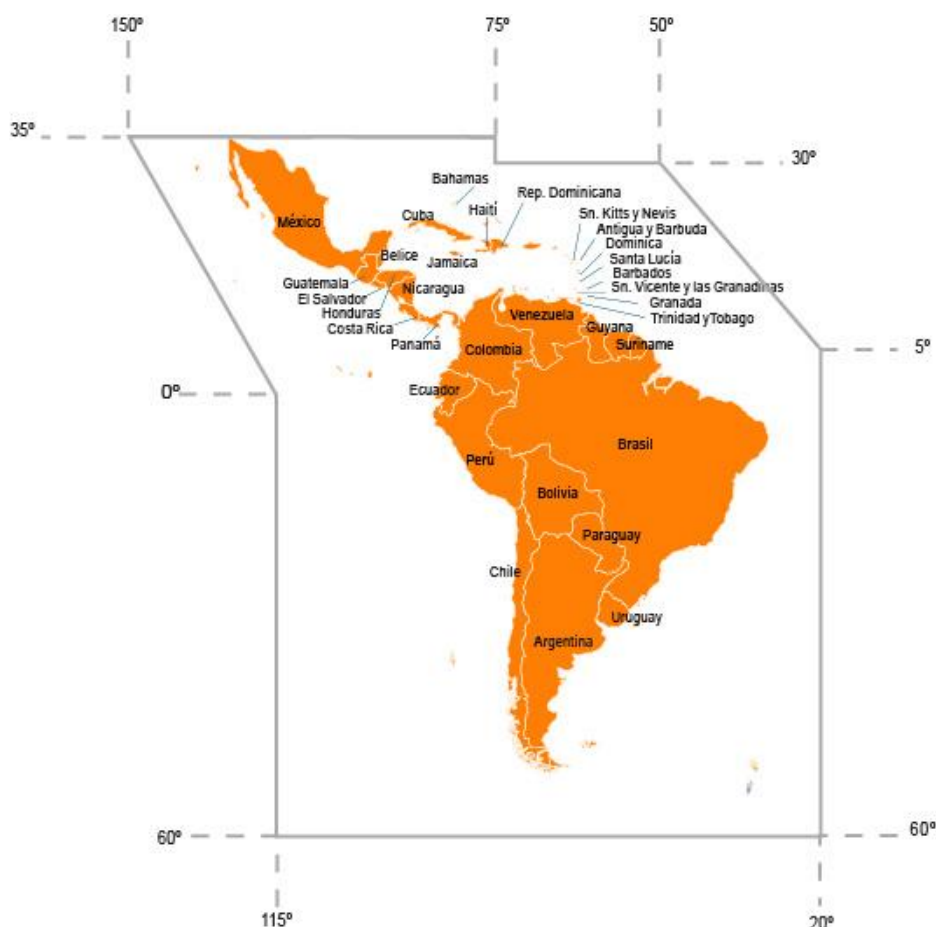 150º
75º
50º
35º
30º
Bahamas
Rep. Dominicana
Haití
Cuba
Sn. Kitts y Nevis
Antigua y Barbuda
México
Domínica
Belice
Jamaica
Santa Lucía
Barbados
Guatemala
Nicaragua
Sn. Vicente y las Granadinas
El Salvador
Granada
Honduras
Venezuela
Trinidad y Tobago
Costa Rica
Guyana
Panamá
Colombia
Suriname
5º
0º
Ecuador
Brasil
Perú
Bolivia
Paraguay
Chile
Uruguay
Argentina
60º
60º
115º
20º